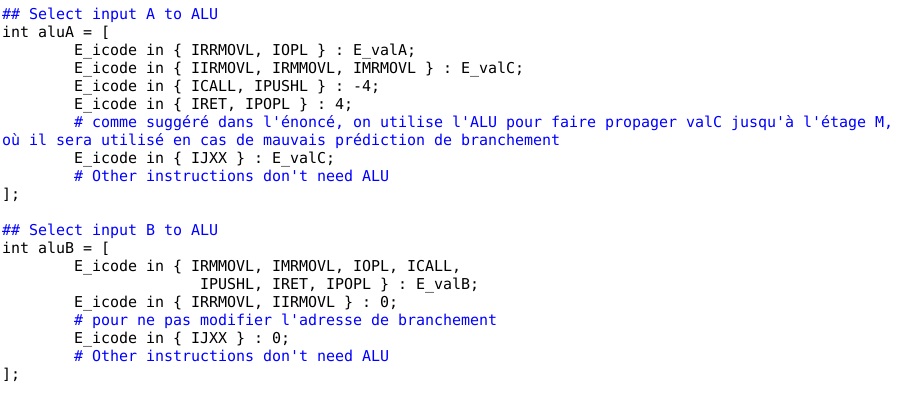 ## Select input A to ALU
int aluA = [
        E_icode in { IRRMOVL, IOPL } : E_valA;
        E_icode in { IIRMOVL, IRMMOVL, IMRMOVL } : E_valC;
        E_icode in { ICALL, IPUSHL } : -4;
        E_icode in { IRET, IPOPL } : 4;
        # comme suggéré dans l'énoncé, on utilise l'ALU pour faire propager valC jusqu'à l'étage M,
où il sera utilisé en cas de mauvais prédiction de branchement
        E_icode in { IJXX } : E_valC;
        # Other instructions don't need ALU
];

## Select input B to ALU
int aluB = [
        E_icode in { IRMMOVL, IMRMOVL, IOPL, ICALL,
                      IPUSHL, IRET, IPOPL } : E_valB;
        E_icode in { IRRMOVL, IIRMOVL } : 0;
        # pour ne pas modifier l'adresse de branchement
        E_icode in { IJXX } : 0;
        # Other instructions don't need ALU
];